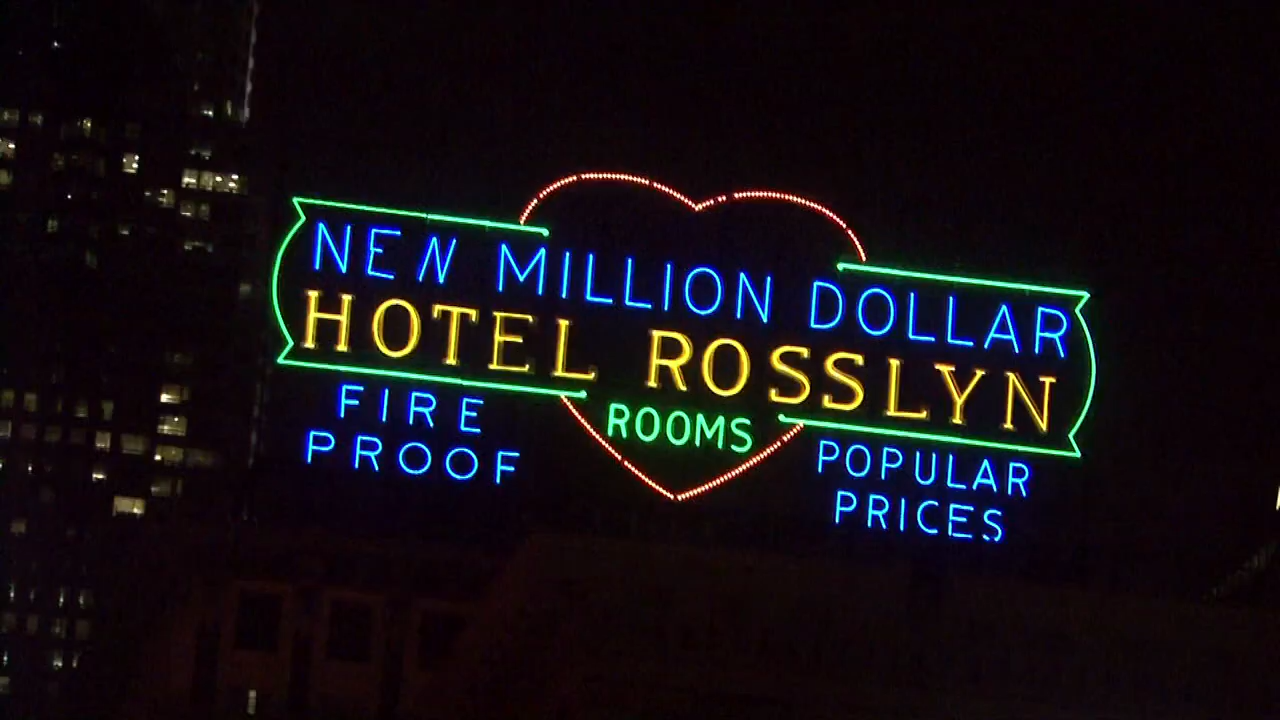 NEW MILLION DOLLAR
HOTEL ROSSLYN
ROOMS
FIRE
PROOF
POPULAR
PRICES